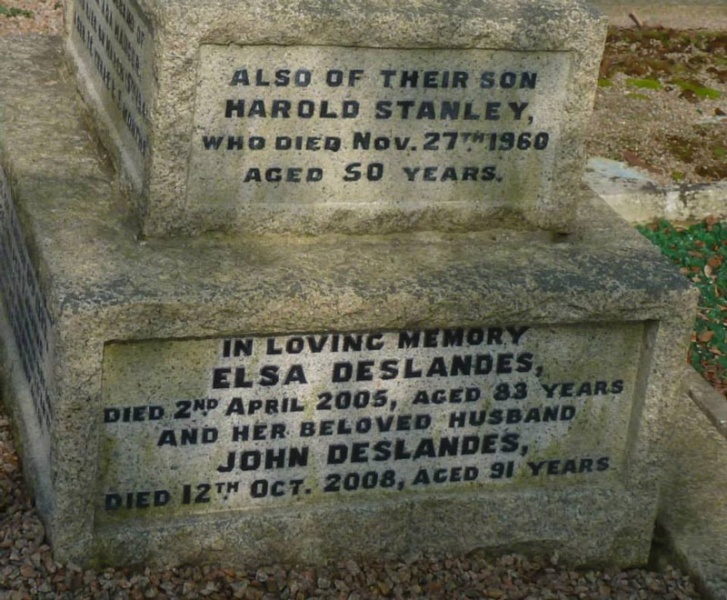 ALSO OF THEIR SON
HAROLD STANLEY,
WHO DIED NOV. 27TH 1960
AGED 50 YEARS.
IN LOVING MEMORY
ELSA DESLANDES,
DIED 2ND APRIL 2005, AGED 83 YEARS
AND HER BELOVED HUSBAND
JOHN DESLANDES,
DIED 12TH OCT. 2008, AGED 91 YEARS